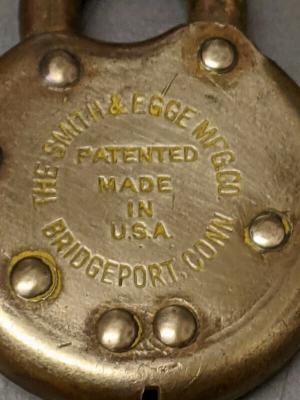 THE SMITH & EGGE MFG.CO.
PATENTED
MADE
IN
U.S.A.
BRIDGEPORT, CONN